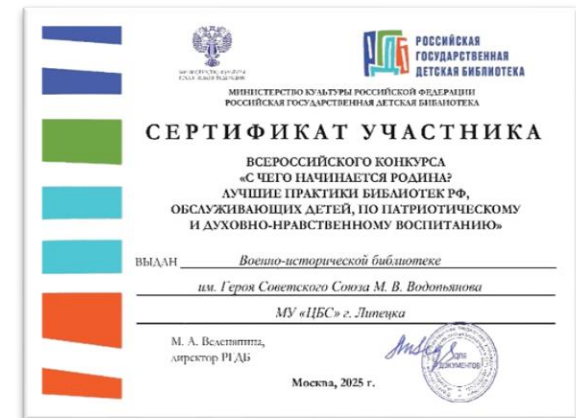 РОССИЙСКАЯ
ГОСУДАРСТВЕННАЯ
ДЕТСКАЯ БИБЛИОТЕКА
МИНИСТЕРСТВО КУЛЬТУРЫ РОССИЙСКОЙ ФЕДЕРАЦИИ
РОССИЙСКАЯ ГОСУДАРСТВЕННАЯ ДЕТСКАЯ БИБЛИОТЕКА
СЕРТИФИКАТ УЧАСТНИКА
ВСЕРОССИЙСКОГО КОНКУРСА
«С ЧЕГО НАЧИНАЕТСЯ РОДИНА?
ЛУЧШИЕ ПРАКТИКИ БИБЛИОТЕК РФ,
ОБСЛУЖИВАЮЩИХ ДЕТЕЙ, ПО ПАТРИОТИЧЕСКОМУ
И ДУХОВНО-НРАВСТВЕННОМУ ВОСПИТАНИЮ»
ВЫДАН Военно-исторической библиотеке
им. Героя Советского Союза М. В. Водопьянова
МУ «ЦБС» г. Липецка
М. А. Веденяпина,
директор РГДБ
ДЛЯ
ДОКУМЕНТОВ
Москва, 2025 г.